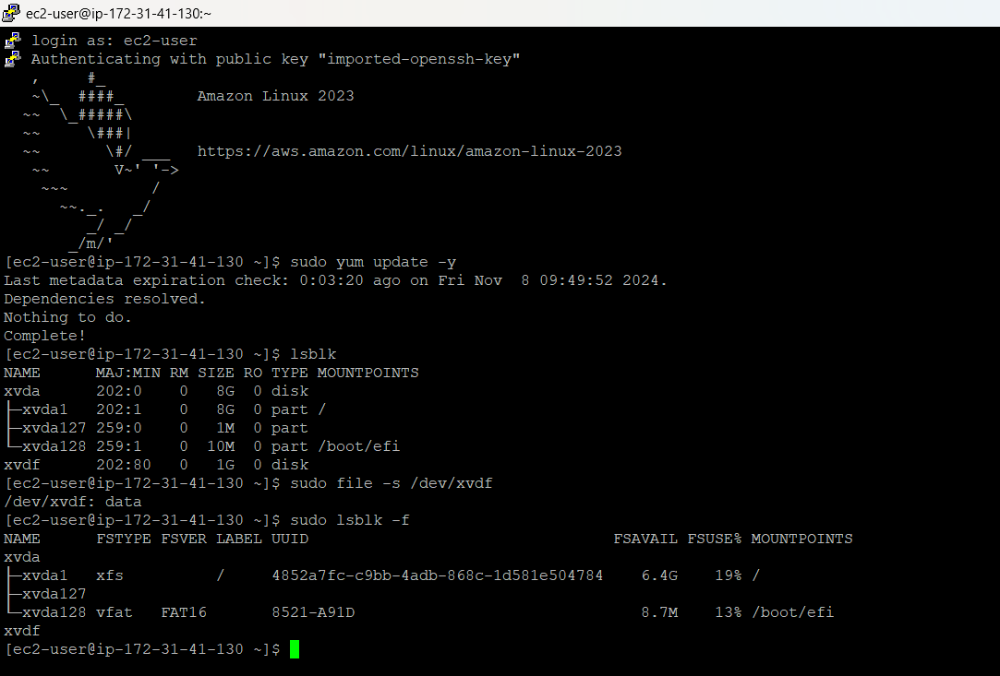 ec2-user@ip-172-31-41-130:~
login as: ec2-user
Authenticating with public key "imported-openssh-key"
   ,     #_
   ~\_  ####_        Amazon Linux 2023
  ~~  \_#####\
  ~~     \###|
  ~~       \#/ ___   https://aws.amazon.com/linux/amazon-linux-2023
   ~~       V~' '->
    ~~~         /
      ~~._.   _/
         _/ _/
       _/m/'
[ec2-user@ip-172-31-41-130 ~]$ sudo yum update -y
Last metadata expiration check: 0:03:20 ago on Fri Nov  8 09:49:52 2024.
Dependencies resolved.
Nothing to do.
Complete!
[ec2-user@ip-172-31-41-130 ~]$ lsblk
NAME      MAJ:MIN RM SIZE RO TYPE MOUNTPOINTS
xvda      202:0    0   8G  0 disk
├─xvda1   202:1    0   8G  0 part /
├─xvda127 259:0    0   1M  0 part
└─xvda128 259:1    0  10M  0 part /boot/efi
xvdf      202:80   0   1G  0 disk
[ec2-user@ip-172-31-41-130 ~]$ sudo file -s /dev/xvdf
/dev/xvdf: data
[ec2-user@ip-172-31-41-130 ~]$ sudo lsblk -f
NAME      FSTYPE FSVER LABEL UUID                                 FSAVAIL FSUSE% MOUNTPOINTS
xvda
├─xvda1   xfs          /     4852a7fc-c9bb-4adb-868c-1d581e504784    6.4G    19% /
├─xvda127
└─xvda128 vfat   FAT16       8521-A91D                               8.7M    13% /boot/efi
xvdf
[ec2-user@ip-172-31-41-130 ~]$